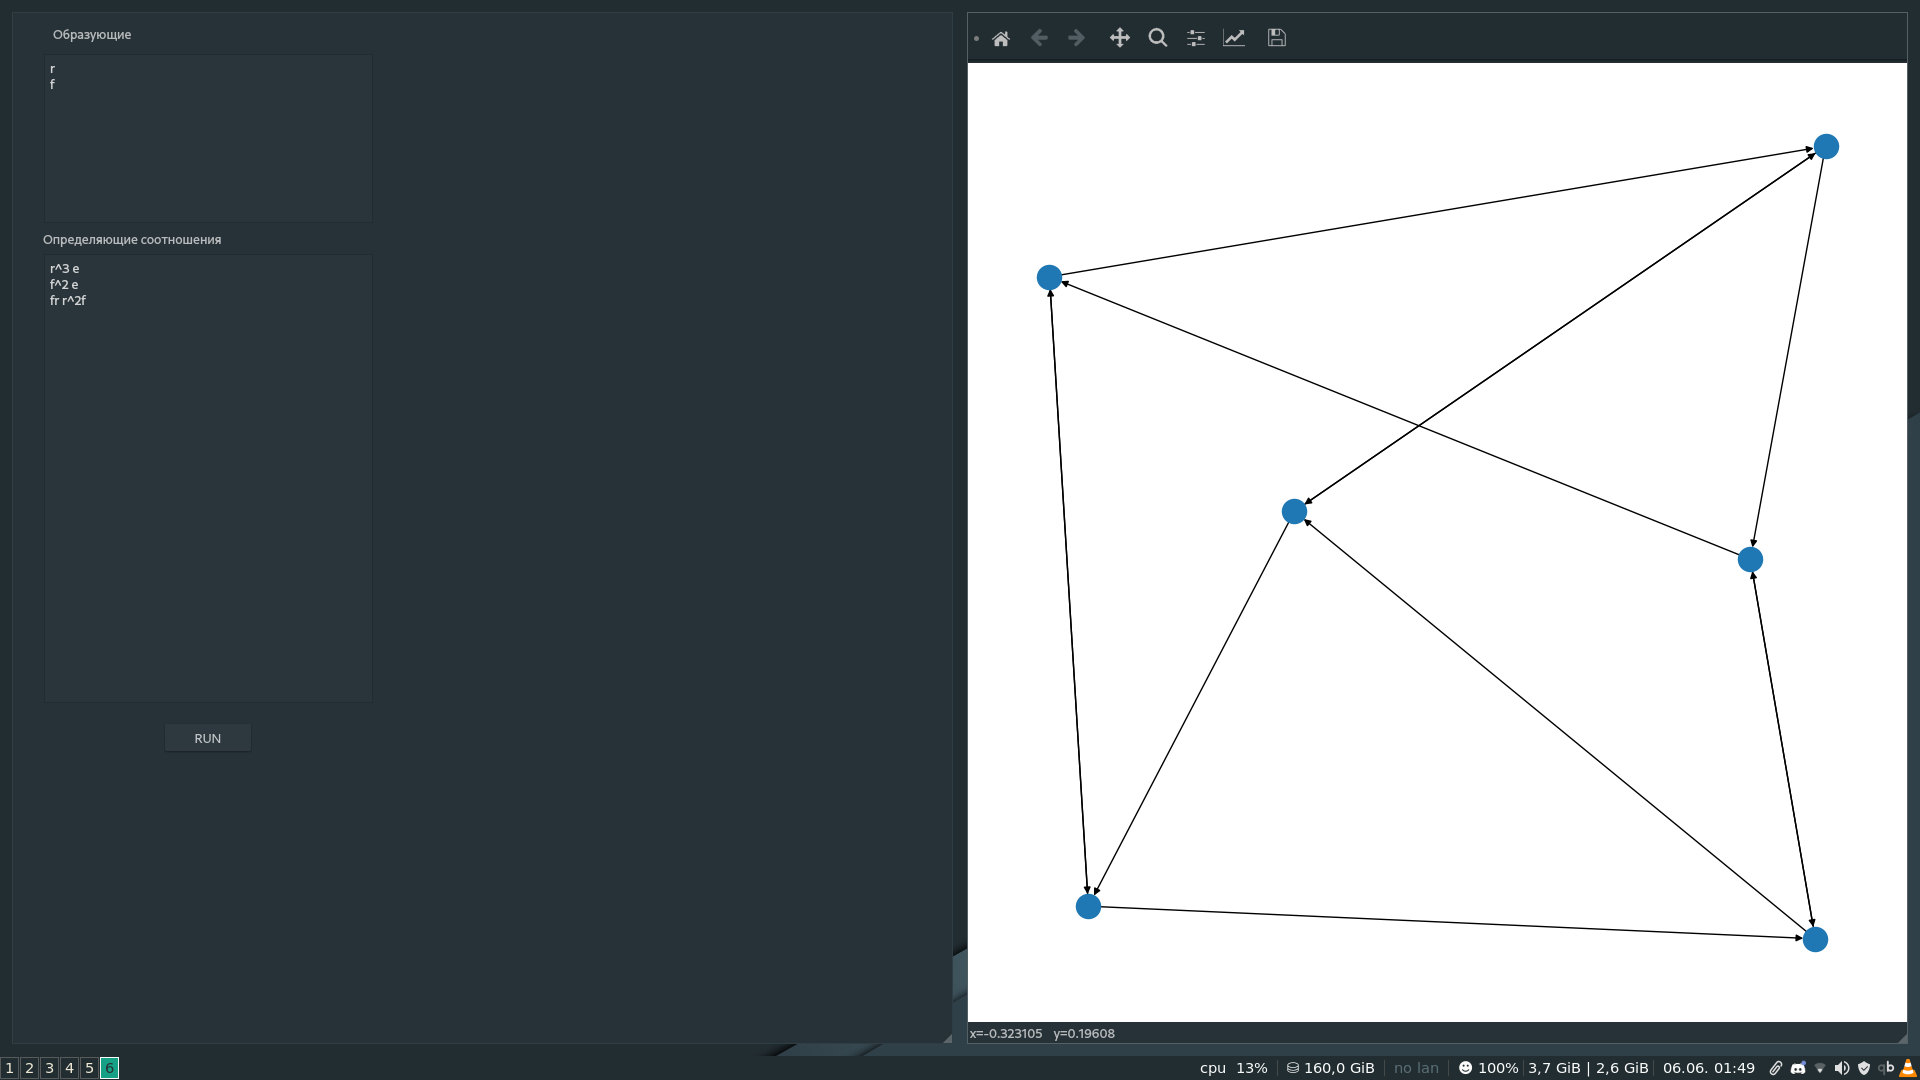 Образующие
r
f
Определяющие соотношения
r^3 e
f^2 e
fr r^2f
RUN
x=-0.323105 y=0.19608
1 2 3 4 5 6
cpu 13% 160,0 GiB no lan 100% 3,7 GiB | 2,6 GiB 06.06. 01:49 qb